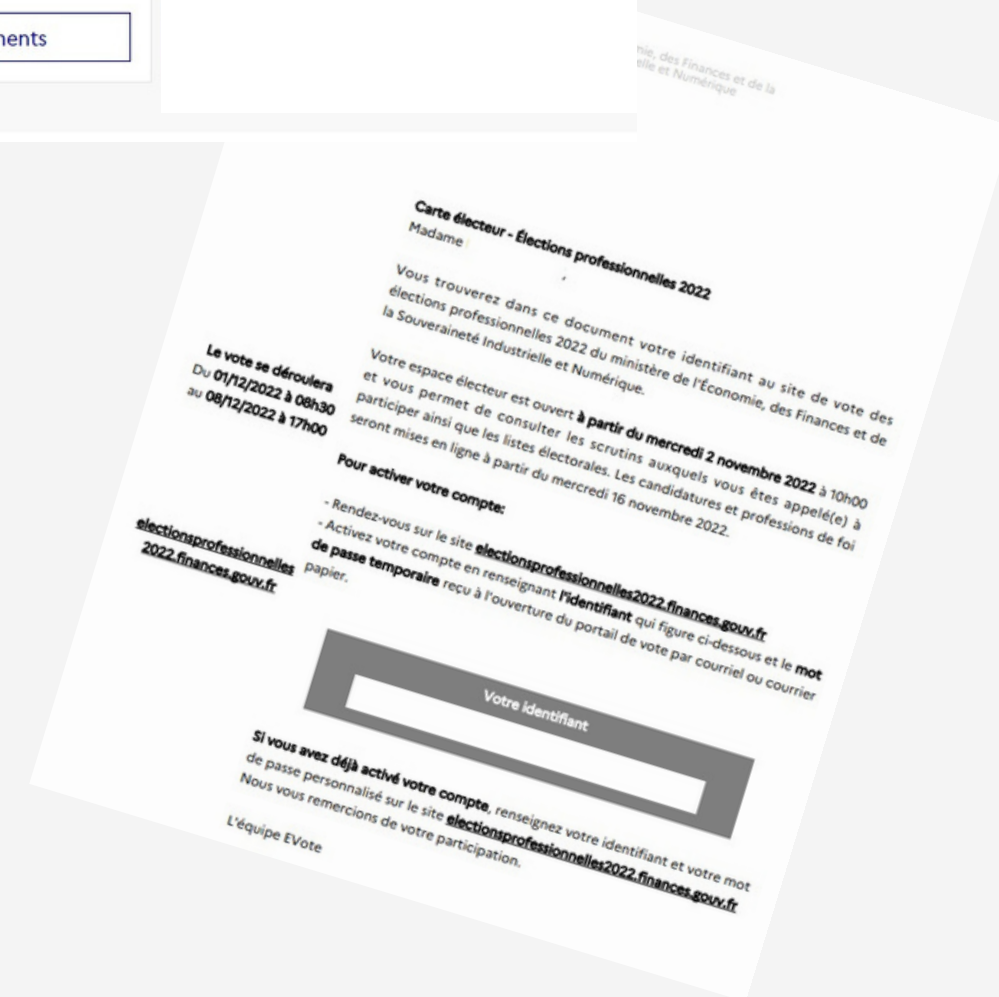 nents
nie, des Finances et de la
elle et Numérique
Carte électeur - Élections professionnelles 2022
Madame
Vous trouverez dans ce document votre identifiant au site de vote des
élections professionnelles 2022 du ministère de l'Économie, des Finances et de
la Souveraineté Industrielle et Numérique.
Le vote se déroulera
Du 01/12/2022 à 08h30
au 08/12/2022 à 17h00
Votre espace électeur est ouvert à partir du mercredi 2 novembre 2022 à 10h00
et vous permet de consulter les scrutins auxquels vous êtes appelé(e) à
participer ainsi que les listes électorales. Les candidatures et professions de foi
seront mises en ligne à partir du mercredi 16 novembre 2022.
Pour activer votre compte:
electionsprofessionnelles
2022.finances.gouv.fr
- Rendez-vous sur le site electionsprofessionnelles2022.finances.gouv.fr
- Activez votre compte en renseignant l'identifiant qui figure ci-dessous et le mot
de passe temporaire reçu à l'ouverture du portail de vote par courriel ou courrier
papier.
Votre identifiant
Si vous avez déjà activé votre compte, renseignez votre identifiant et votre mot
de passe personnalisé sur le site electionsprofessionnelles2022.finances.gouv.fr
Nous vous remercions de votre participation.
L'équipe EVote